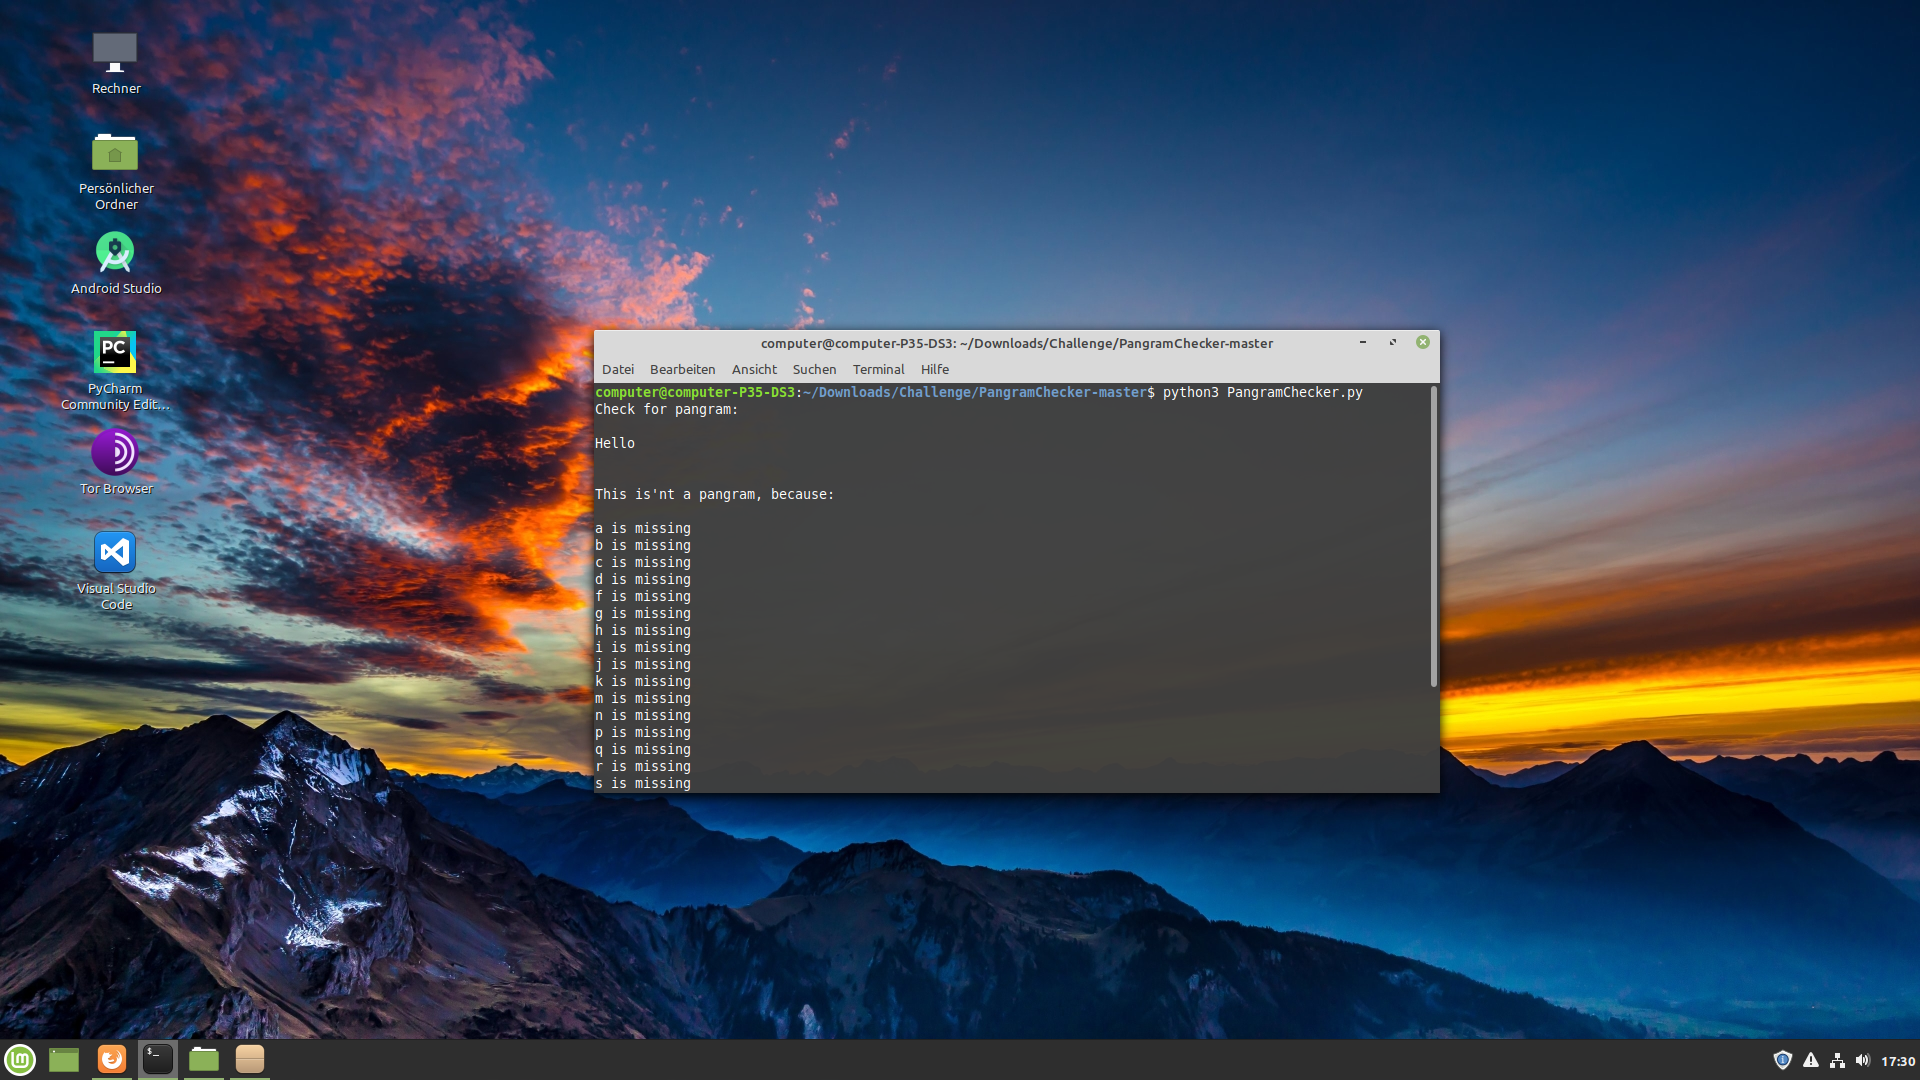 Rechner
Persönlicher
Ordner
Android Studio
PC
PyCharm
Community Edit...
Tor Browser
Visual Studio
Code
computer@computer-P35-DS3: ~/Downloads/Challenge/PangramChecker-master
Datei Bearbeiten Ansicht Suchen Terminal Hilfe
computer@computer-P35-DS3:~/Downloads/Challenge/PangramChecker-master$ python3 PangramChecker.py
Check for pangram:
Hello
This is'nt a pangram, because:
a is missing
b is missing
c is missing
d is missing
f is missing
g is missing
h is missing
i is missing
j is missing
k is missing
m is missing
n is missing
p is missing
q is missing
r is missing
s is missing
$_
17:30